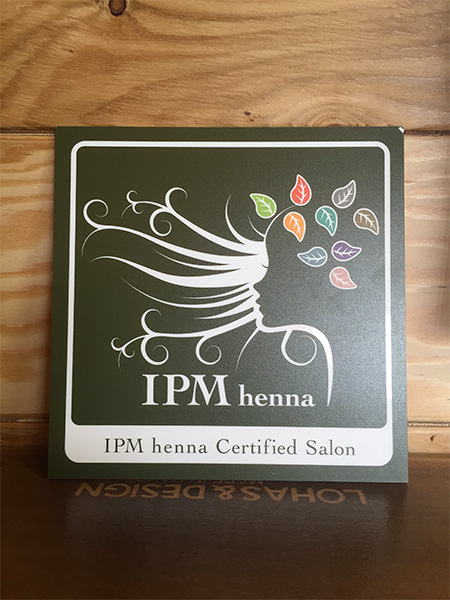 IPM henna
IPM henna Certified Salon
LOHAS&DESIGN